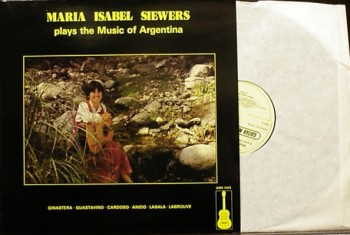 MARIA ISABEL SIEWERS
plays the Music of Argentina
GINASTERA - GUASTAVINO - CARDOSO - ANIDO - LASALA - LABROUVE